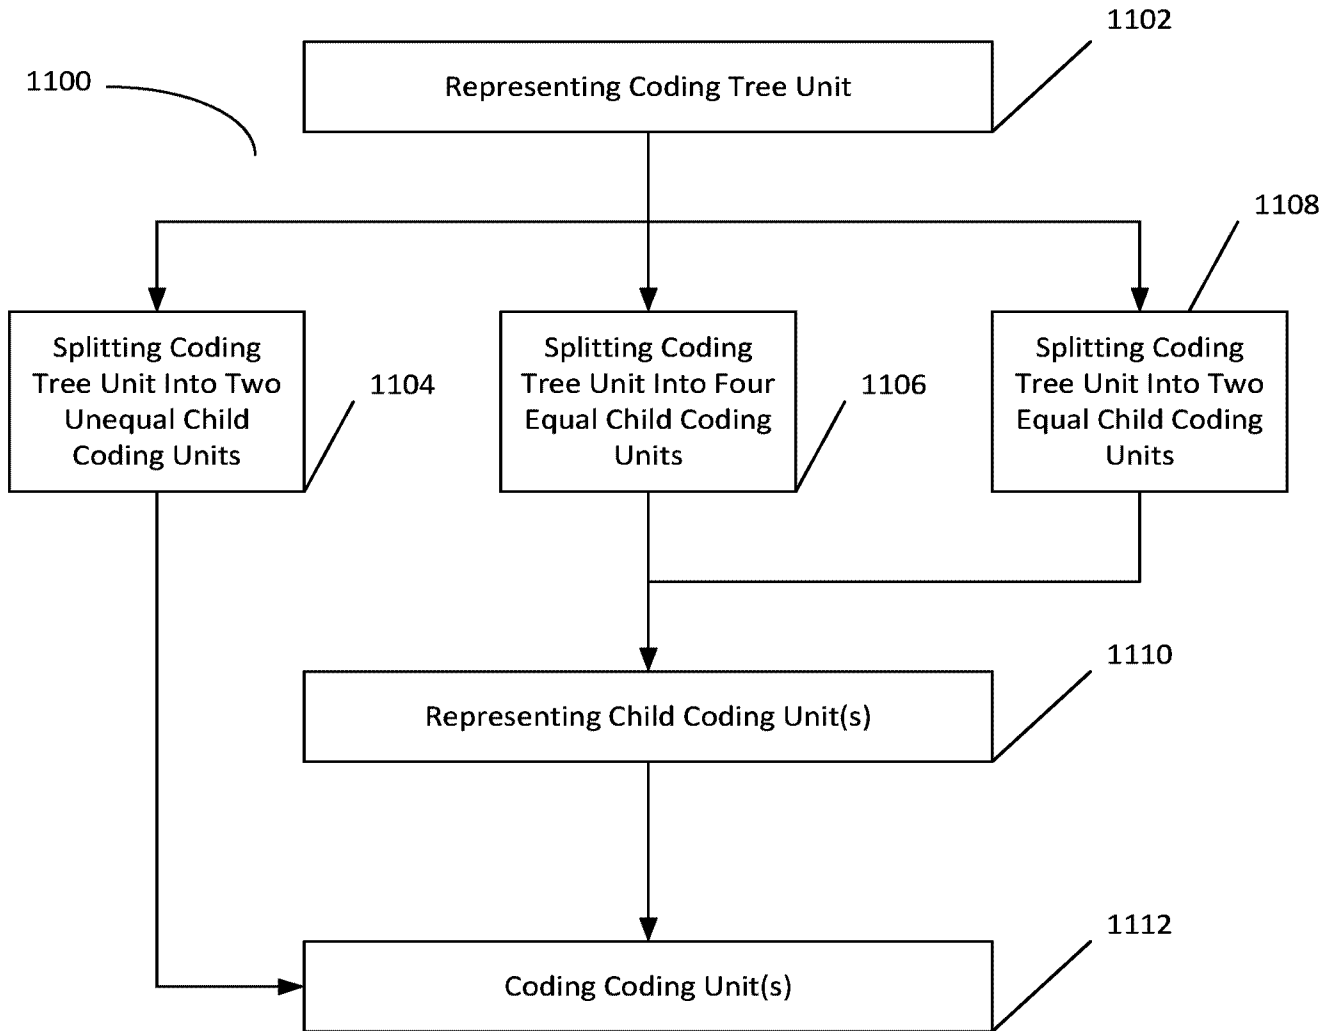 1102
Representing Coding Tree Unit
1100
1108
Splitting Coding
Tree Unit Into Two
Unequal Child
Coding Units
1104
Splitting Coding
Tree Unit Into Four
Equal Child Coding
Units
1106
Splitting Coding
Tree Unit Into Two
Equal Child Coding
Units
1110
Representing Child Coding Unit(s)
1112
Coding Coding Unit(s)